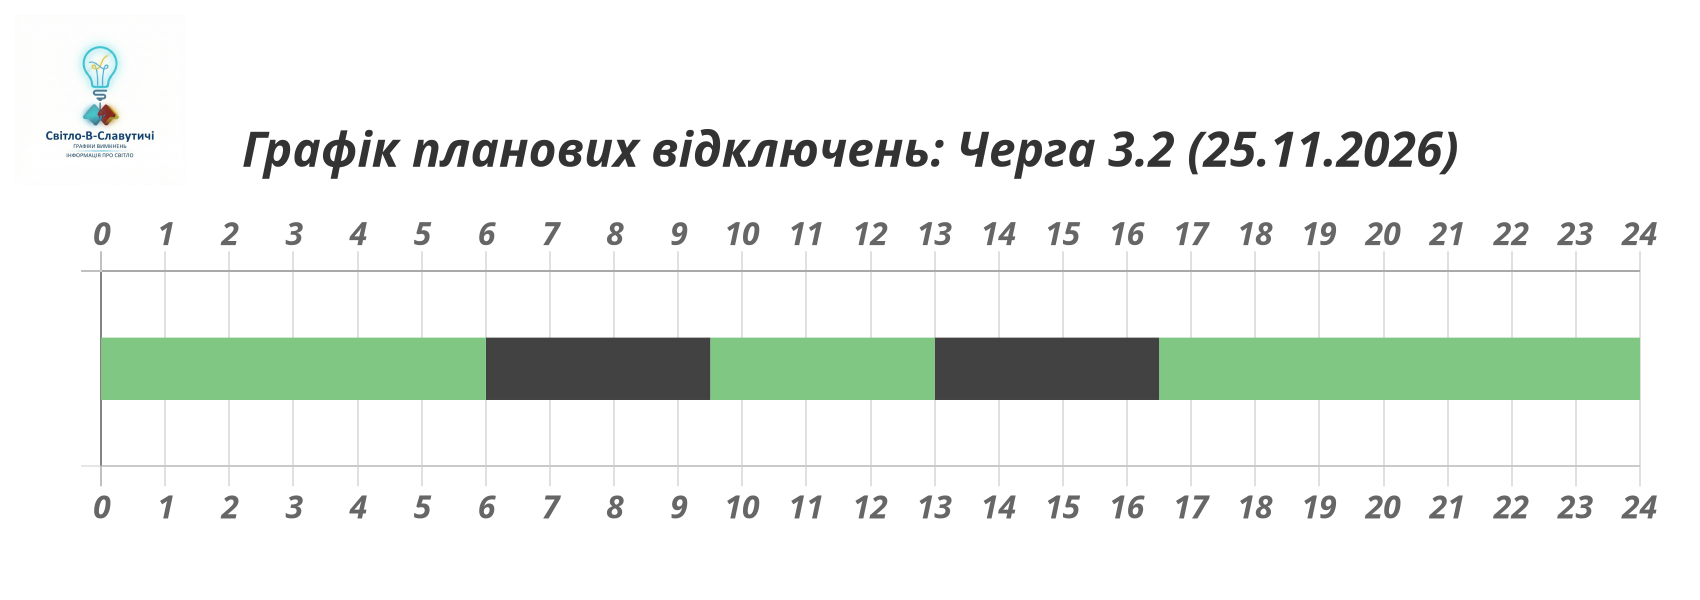 Світло-В-Славутичі
ГРАФІКИ ВИМКНЕНЬ
ІНФОРМАЦІЯ ПРО СВІТЛО
Графік планових відключень: Черга 3.2 (25.11.2026)
0 1 2 3 4 5 6 7 8 9 10 11 12 13 14 15 16 17 18 19 20 21 22 23 24
0 1 2 3 4 5 6 7 8 9 10 11 12 13 14 15 16 17 18 19 20 21 22 23 24